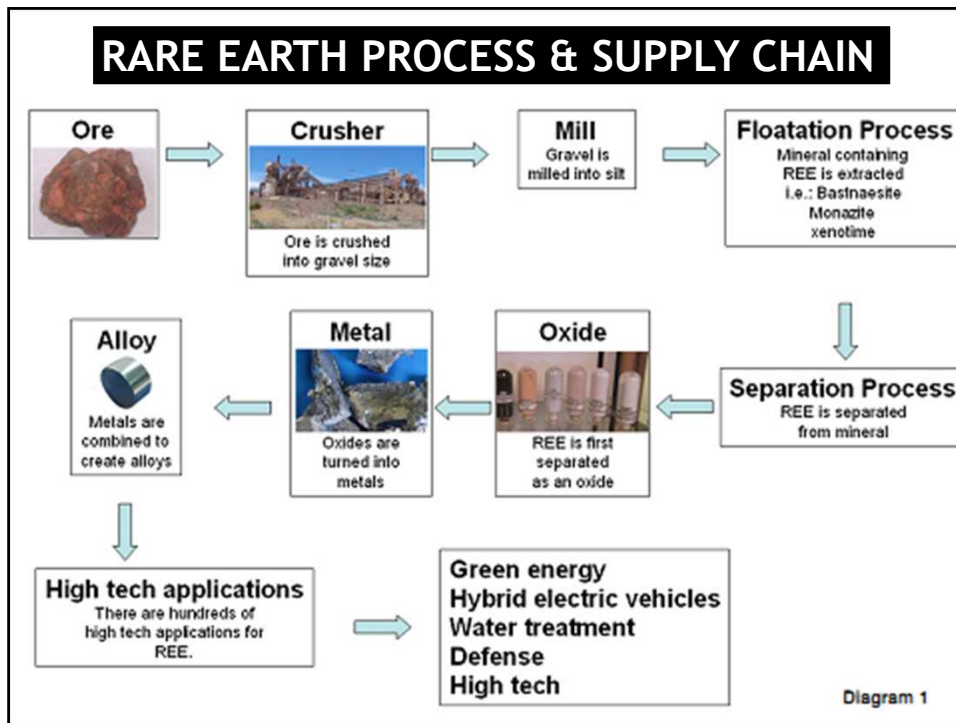 RARE EARTH PROCESS & SUPPLY CHAIN
Ore
Crusher
Ore is crushed
into gravel size
Mill
Gravel is
milled into silt
Floatation Process
Mineral containing
REE is extracted
i.e.: Bastnaesite
Monazite
xenotime
Separation Process
REE is separated
from mineral
Oxide
REE is first
separated
as an oxide
Metal
Oxides are
turned into
metals
Alloy
Metals are
combined to
create alloys
High tech applications
There are hundreds of
high tech applications for
REE.
Green energy
Hybrid electric vehicles
Water treatment
Defense
High tech
Diagram 1